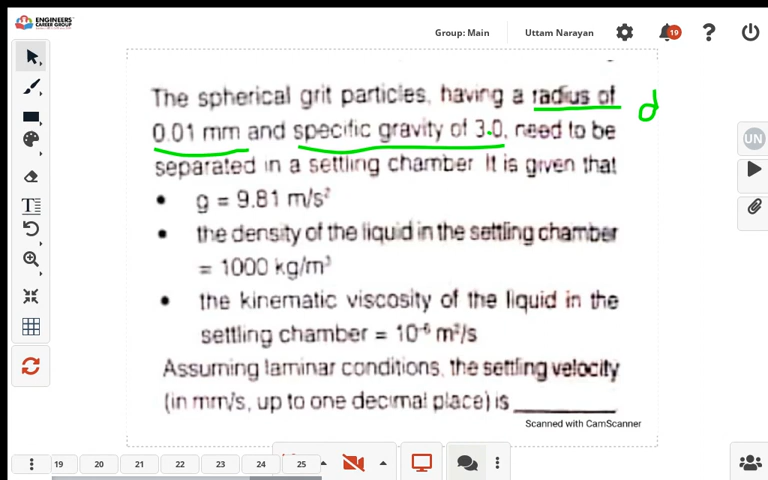 ENGINEERS
CAREER GROUP
Group: Main
Uttam Narayan
19
The spherical grit particles, having a radius of
0.01 mm and specific gravity of 3.0, need to be
separated in a settling chamber. It is given that
• g = 9.81 m/s²
• the density of the liquid in the settling chamber
= 1000 kg/m³
• the kinematic viscosity of the liquid in the
settling chamber = 10⁻⁶ m²/s
Assuming laminar conditions, the settling velocity
(in mm/s, up to one decimal place) is ________
d
Scanned with CamScanner
UN
19 20 21 22 23 24 25